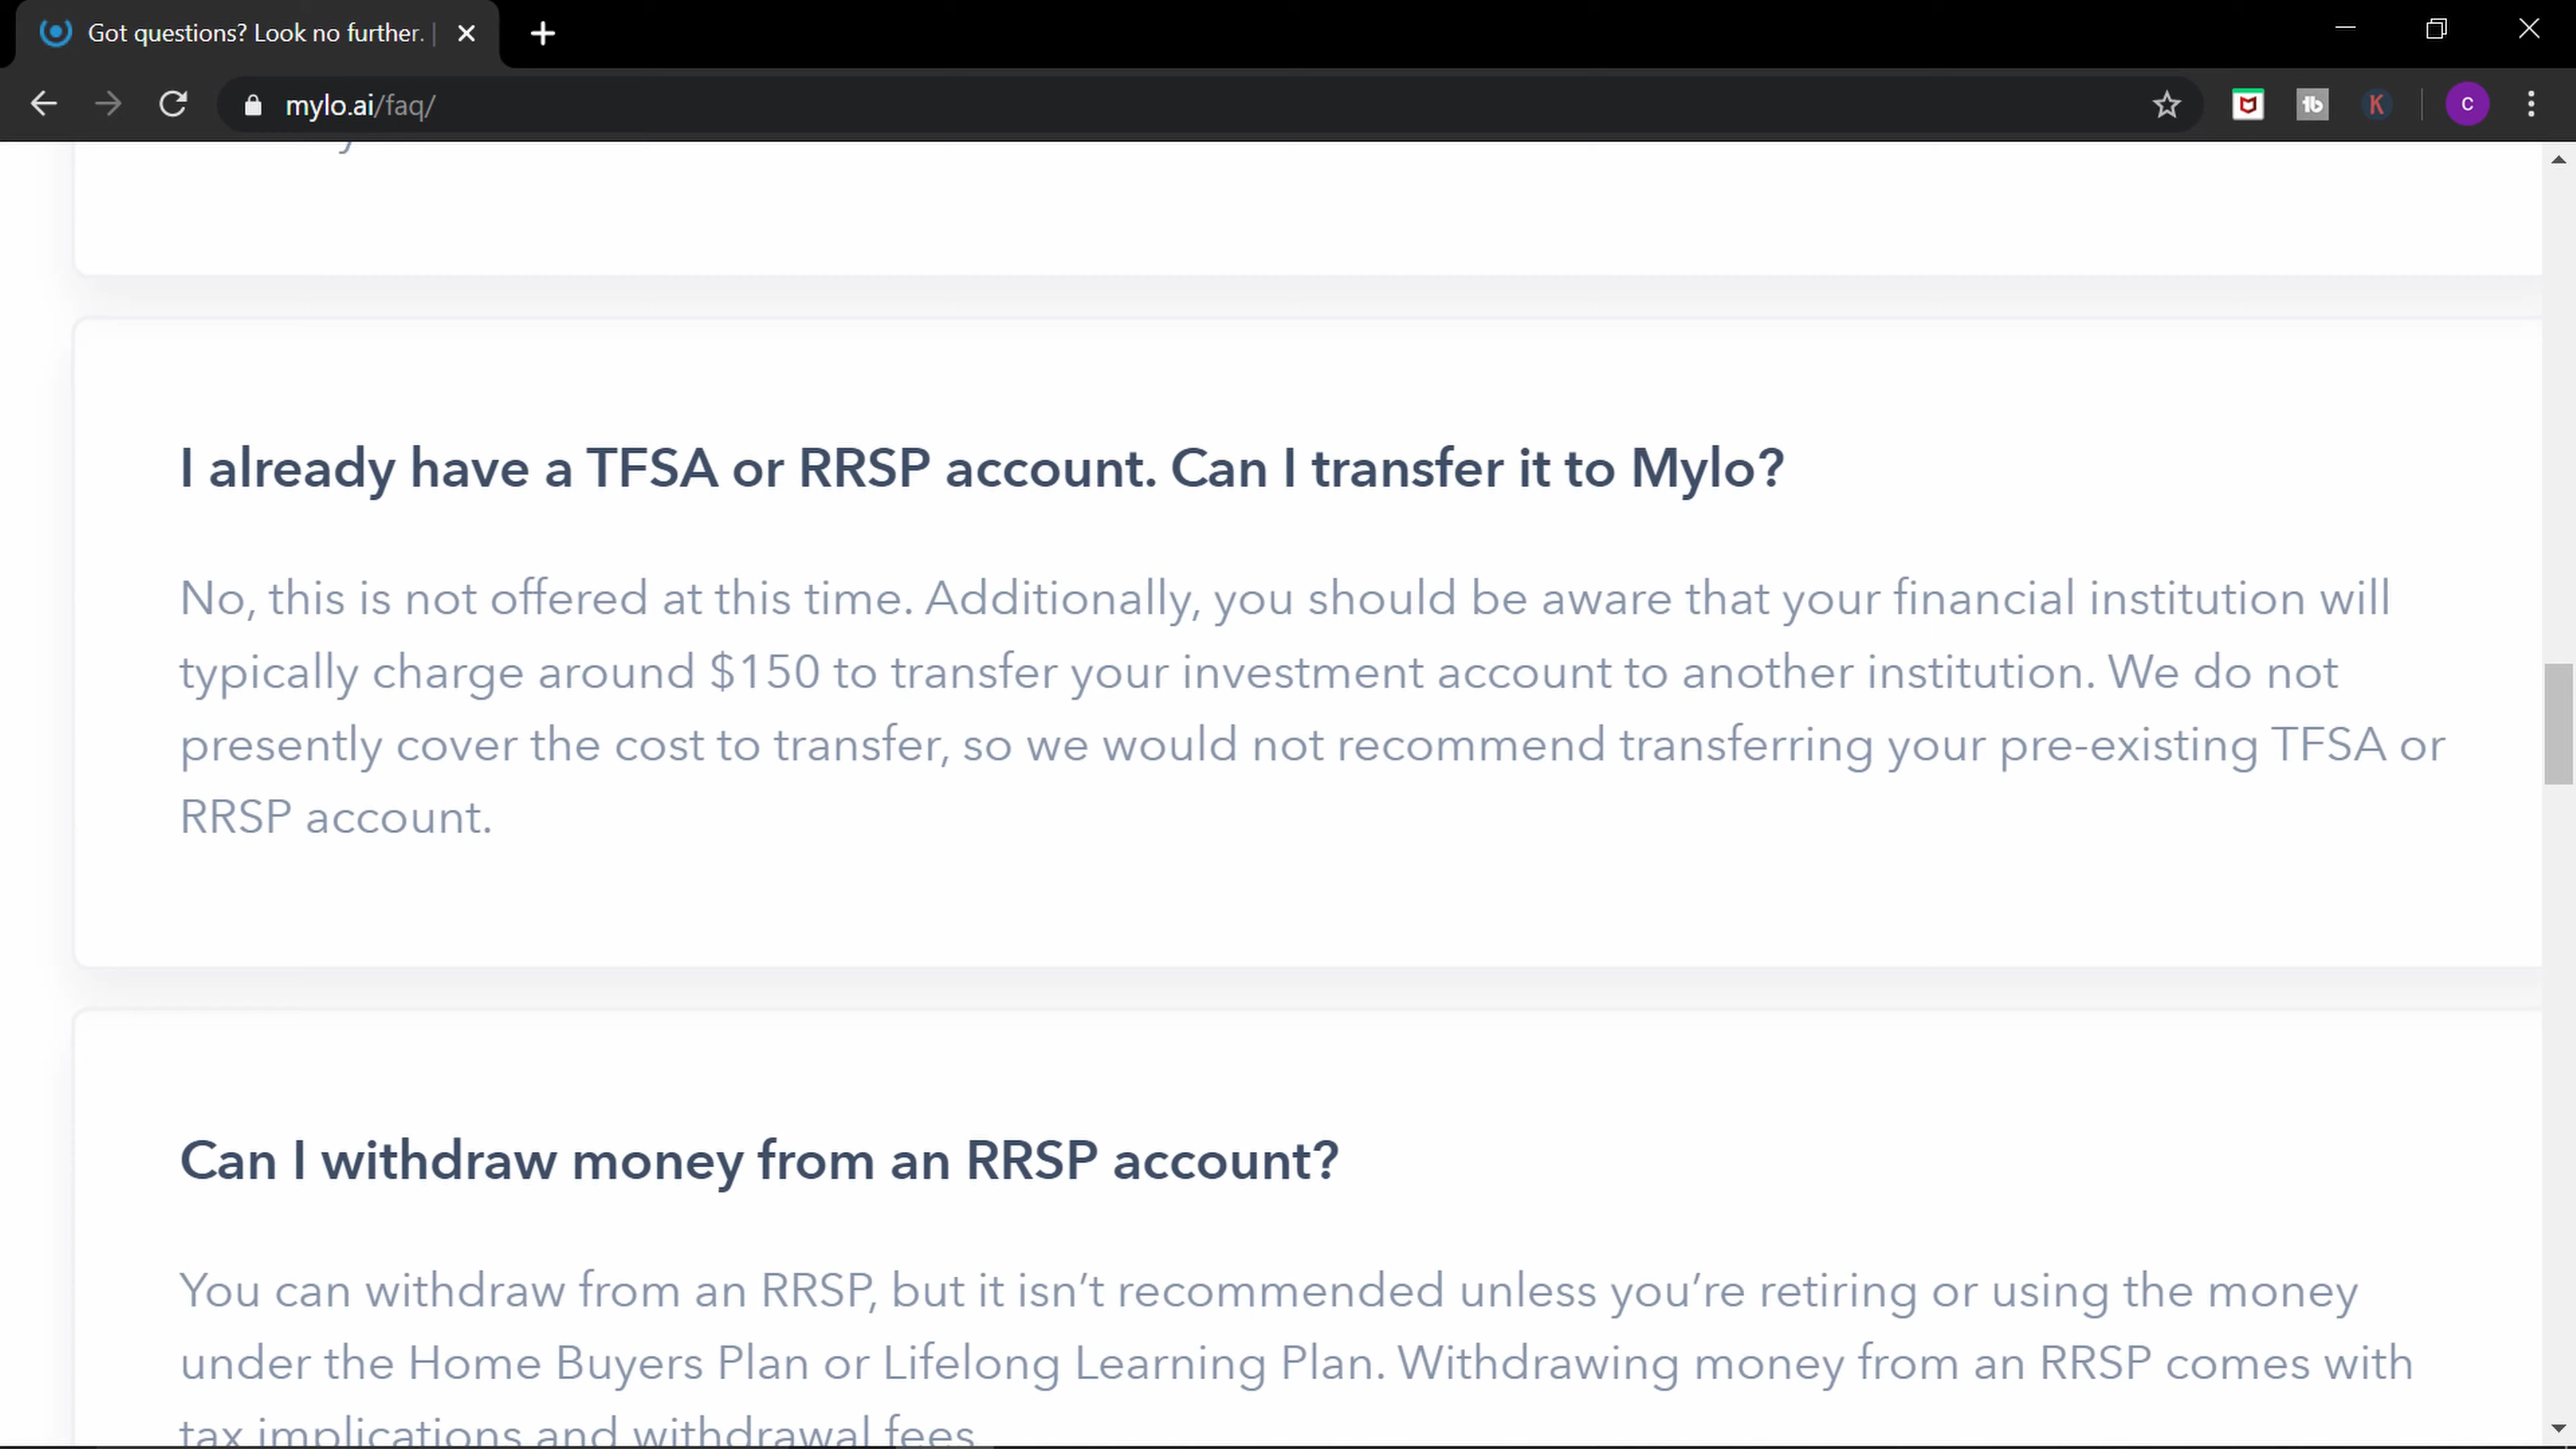 Got questions? Look no further. |
mylo.ai/faq/
I already have a TFSA or RRSP account. Can I transfer it to Mylo?
No, this is not offered at this time. Additionally, you should be aware that your financial institution will
typically charge around $150 to transfer your investment account to another institution. We do not
presently cover the cost to transfer, so we would not recommend transferring your pre-existing TFSA or
RRSP account.
Can I withdraw money from an RRSP account?
You can withdraw from an RRSP, but it isn’t recommended unless you’re retiring or using the money
under the Home Buyers Plan or Lifelong Learning Plan. Withdrawing money from an RRSP comes with
tax implications and withdrawal fees